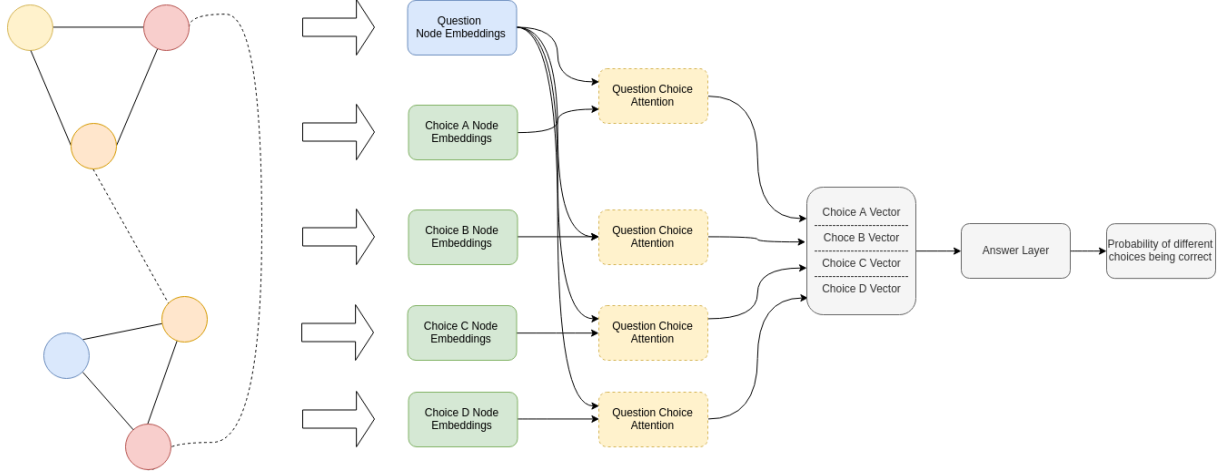 Question
Node Embeddings
Choice A Node
Embeddings
Choice B Node
Embeddings
Choice C Node
Embeddings
Choice D Node
Embeddings
Question Choice
Attention
Question Choice
Attention
Question Choice
Attention
Question Choice
Attention
Choice A Vector
Choice B Vector
Choice C Vector
Choice D Vector
Answer Layer
Probability of different
choices being correct